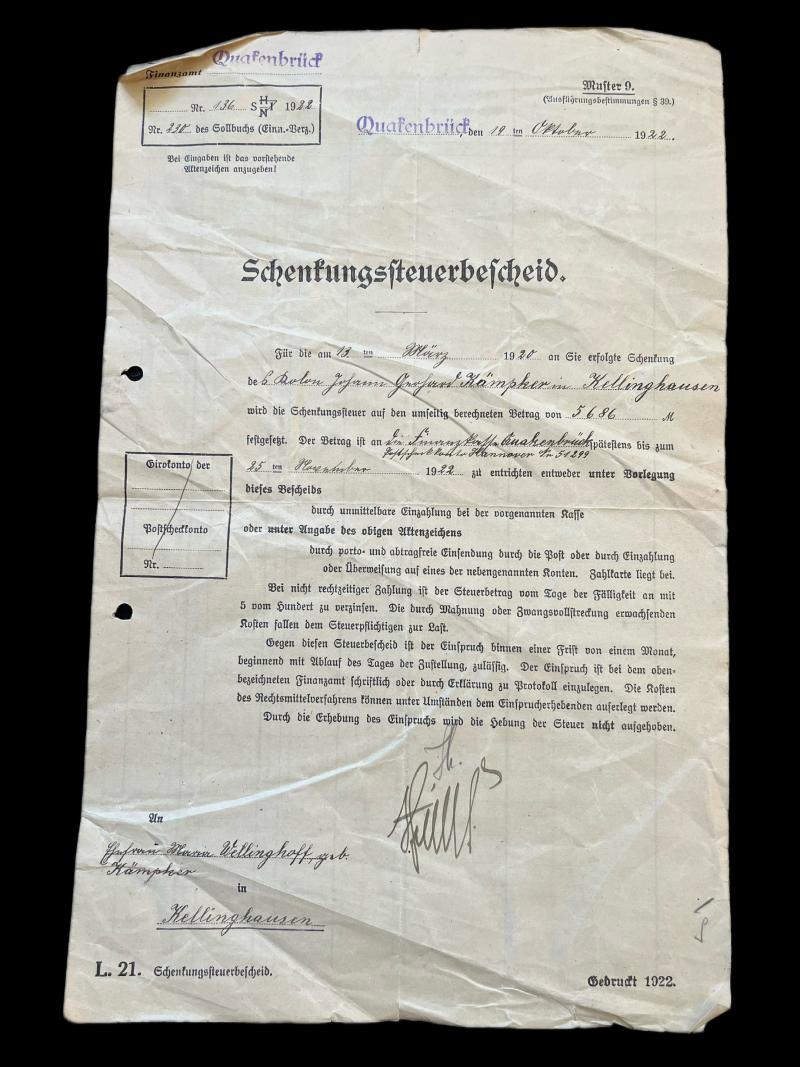 Finanzamt Quakenbrück
Nr. 136 S H/N 1922
Nr. 230 des Sollbuchs (Einn.-Verz.)
Bei Eingaben ist das vorstehende
Aktenzeichen anzugeben!
Muster 9.
(Ausführungsbestimmungen § 39.)
Quakenbrück, den 19 ten Oktober 1922.
Schenkungssteuerbescheid.
Für die am 13. ten März 1920 an Sie erfolgte Schenkung
des Kolon Johann Gerhard Kämpker in Kellinghausen
wird die Schenkungssteuer auf den umseitig berechneten Betrag von 5686 M
festgesetzt. Der Betrag ist an die Finanzkasse Quakenbrück spätestens bis zum
Postscheckkonto Hannover Nr. 51299
25 ten November 1922 zu entrichten entweder unter Vorlegung
dieses Bescheids
durch unmittelbare Einzahlung bei der vorgenannten Kasse
oder unter Angabe des obigen Aktenzeichens
durch porto- und abtragfreie Einsendung durch die Post oder durch Einzahlung
oder Überweisung auf eines der nebengenannten Konten. Zahlkarte liegt bei.
Girokonto der
Postscheckkonto
Nr.
Bei nicht rechtzeitiger Zahlung ist der Steuerbetrag vom Tage der Fälligkeit an mit
5 vom Hundert zu verzinsen. Die durch Mahnung oder Zwangsvollstreckung erwachsenden
Kosten fallen dem Steuerpflichtigen zur Last.
Gegen diesen Steuerbescheid ist der Einspruch binnen einer Frist von einem Monat,
beginnend mit Ablauf des Tages der Zustellung, zulässig. Der Einspruch ist bei dem oben-
bezeichneten Finanzamt schriftlich oder durch Erklärung zu Protokoll einzulegen. Die Kosten
des Rechtsmittelverfahrens können unter Umständen dem Einspruchserhebenden auferlegt werden.
Durch die Erhebung des Einspruchs wird die Hebung der Steuer nicht aufgehoben.
An
Ehefrau Maria Wellinghoff, geb.
Kämpker
in
Kellinghausen
L. 21. Schenkungssteuerbescheid.
Gedruckt 1922.